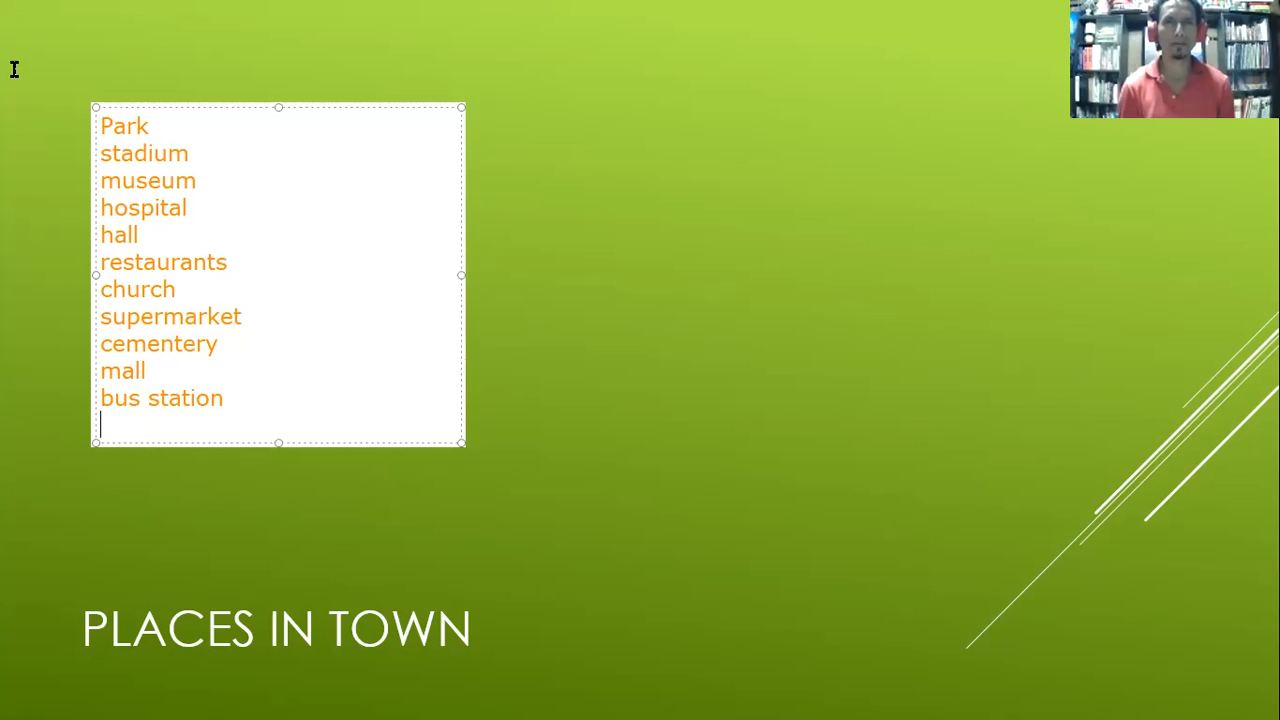 Park
stadium
museum
hospital
hall
restaurants
church
supermarket
cementery
mall
bus station
PLACES IN TOWN